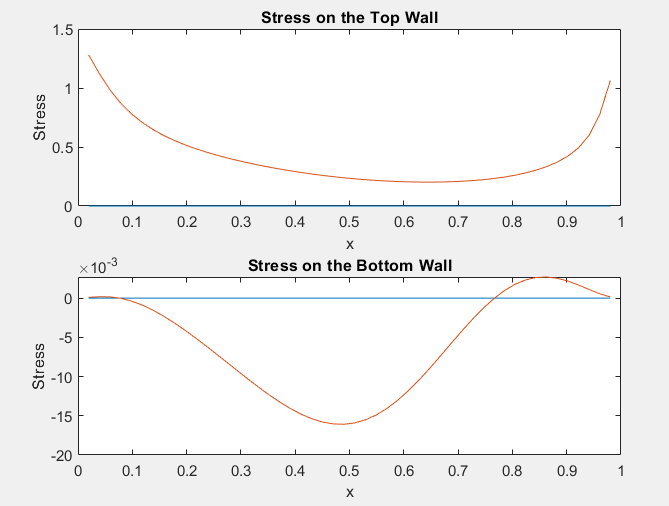 Stress on the Top Wall
1.5
1
0.5
0
Stress
0 0.1 0.2 0.3 0.4 0.5 0.6 0.7 0.8 0.9 1
x
×10-3
Stress on the Bottom Wall
0
-5
-10
-15
-20
Stress
0 0.1 0.2 0.3 0.4 0.5 0.6 0.7 0.8 0.9 1
x